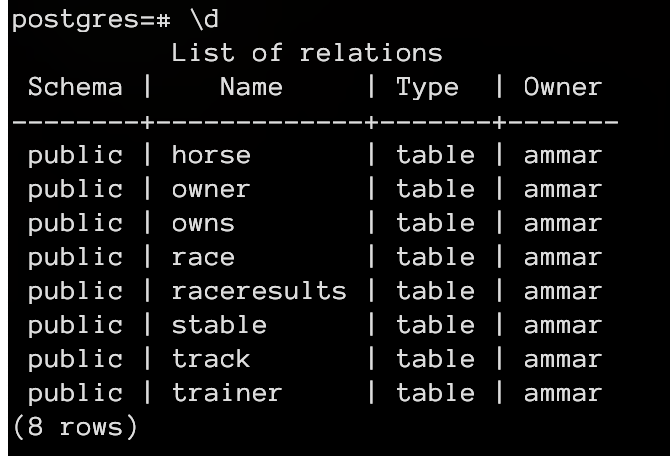 postgres=# \d
            List of relations
 Schema |    Name     | Type  | Owner
--------+-------------+-------+-------
 public | horse       | table | ammar
 public | owner       | table | ammar
 public | owns        | table | ammar
 public | race        | table | ammar
 public | raceresults | table | ammar
 public | stable      | table | ammar
 public | track       | table | ammar
 public | trainer     | table | ammar
(8 rows)